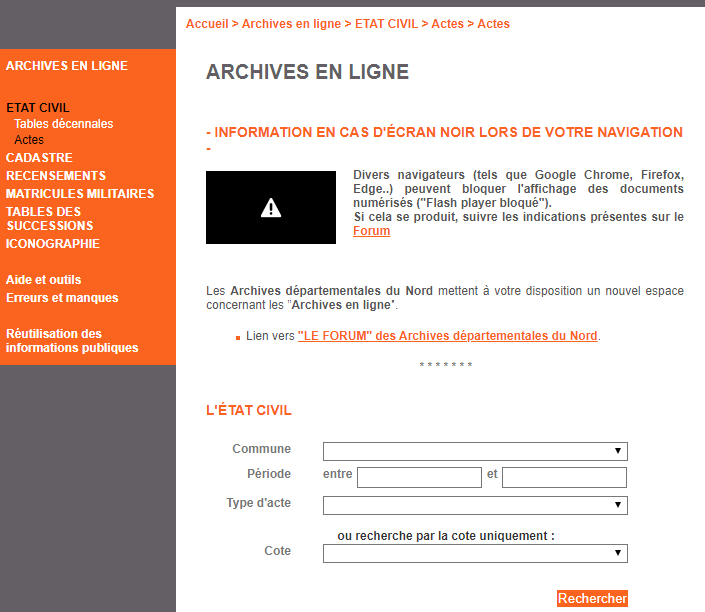 Accueil > Archives en ligne > ETAT CIVIL > Actes > Actes
ARCHIVES EN LIGNE
ETAT CIVIL
Tables décennales
Actes
CADASTRE
RECENSEMENTS
MATRICULES MILITAIRES
TABLES DES
SUCCESSIONS
ICONOGRAPHIE
Aide et outils
Erreurs et manques
Réutilisation des
informations publiques
ARCHIVES EN LIGNE
- INFORMATION EN CAS D'ÉCRAN NOIR LORS DE VOTRE NAVIGATION
-
Divers navigateurs (tels que Google Chrome, Firefox,
Edge..) peuvent bloquer l'affichage des documents
numérisés ("Flash player bloqué").
Si cela se produit, suivre les indications présentes sur le
Forum
Les Archives départementales du Nord mettent à votre disposition un nouvel espace
concernant les "Archives en ligne".
Lien vers "LE FORUM" des Archives départementales du Nord.
* * * * * * *
L'ÉTAT CIVIL
Commune
Période entre et
Type d'acte
ou recherche par la cote uniquement :
Cote
Rechercher